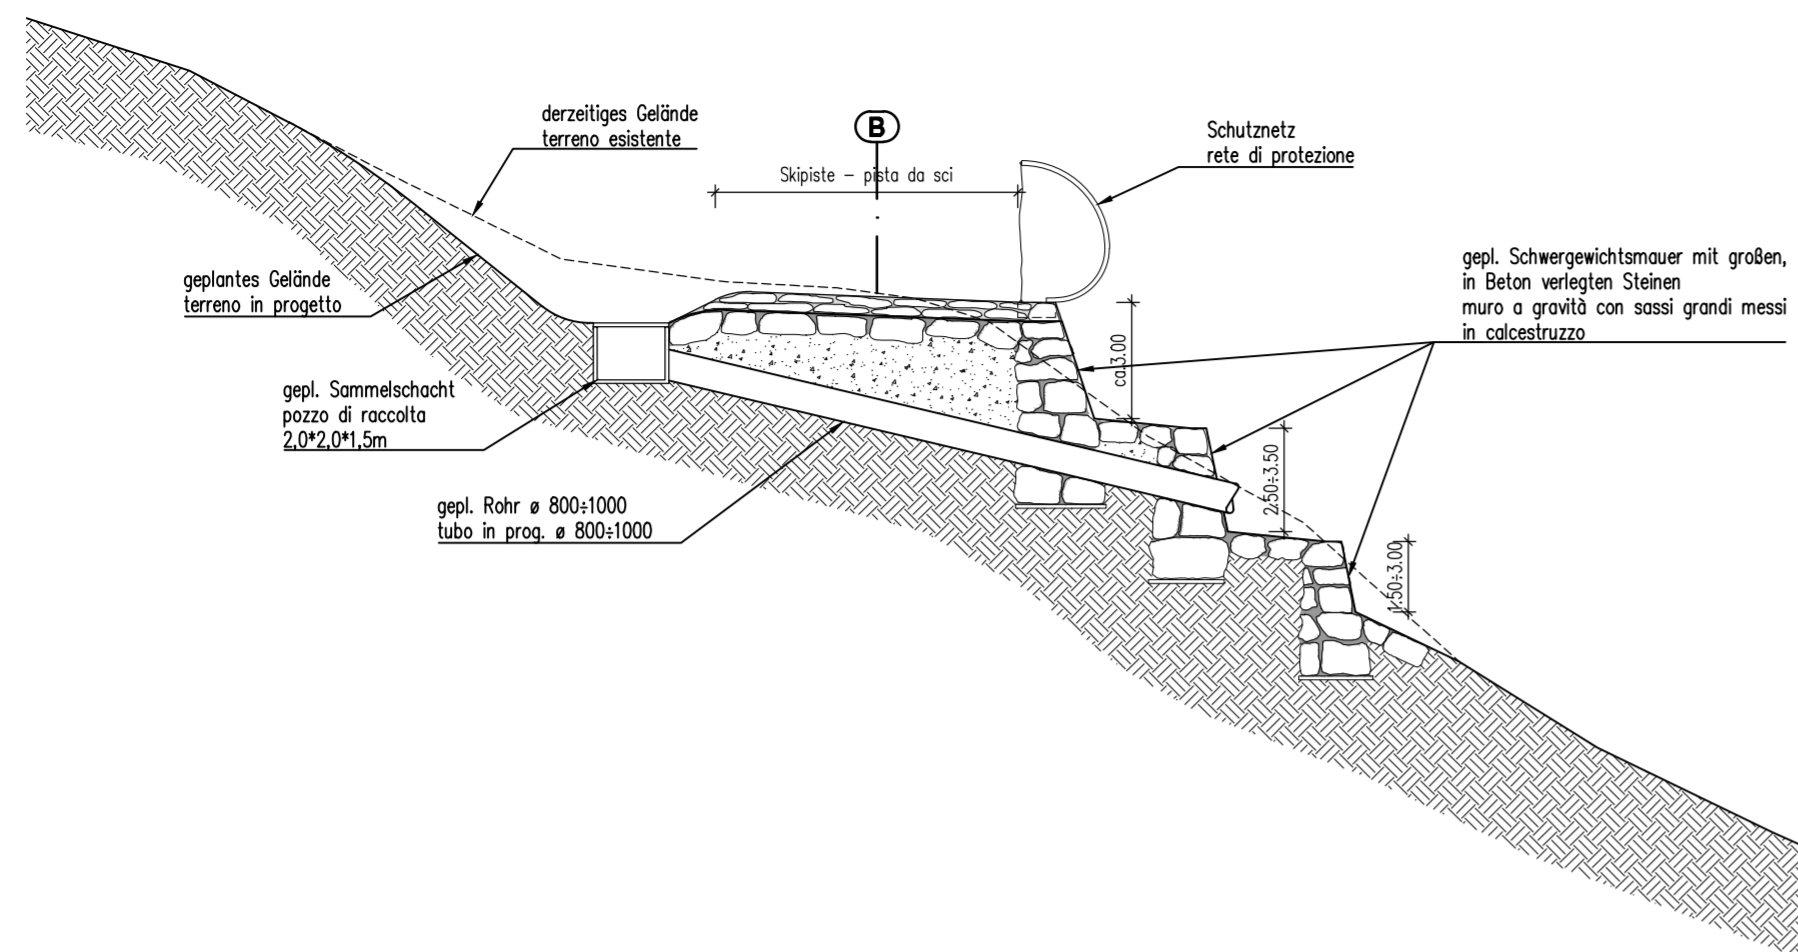 derzeitiges Gelände
terreno esistente
B
Skipiste – pista da sci
Schutznetz
rete di protezione
gepl. Schwergewichtsmauer mit großen,
in Beton verlegten Steinen
muro a gravità con sassi grandi messi
in calcestruzzo
geplantes Gelände
terreno in progetto
ca3.00
gepl. Sammelschacht
pozzo di raccolta
2,0*2,0*1,5m
2.50÷3.50
gepl. Rohr ø 800÷1000
tubo in prog. ø 800÷1000
1.50÷3.00